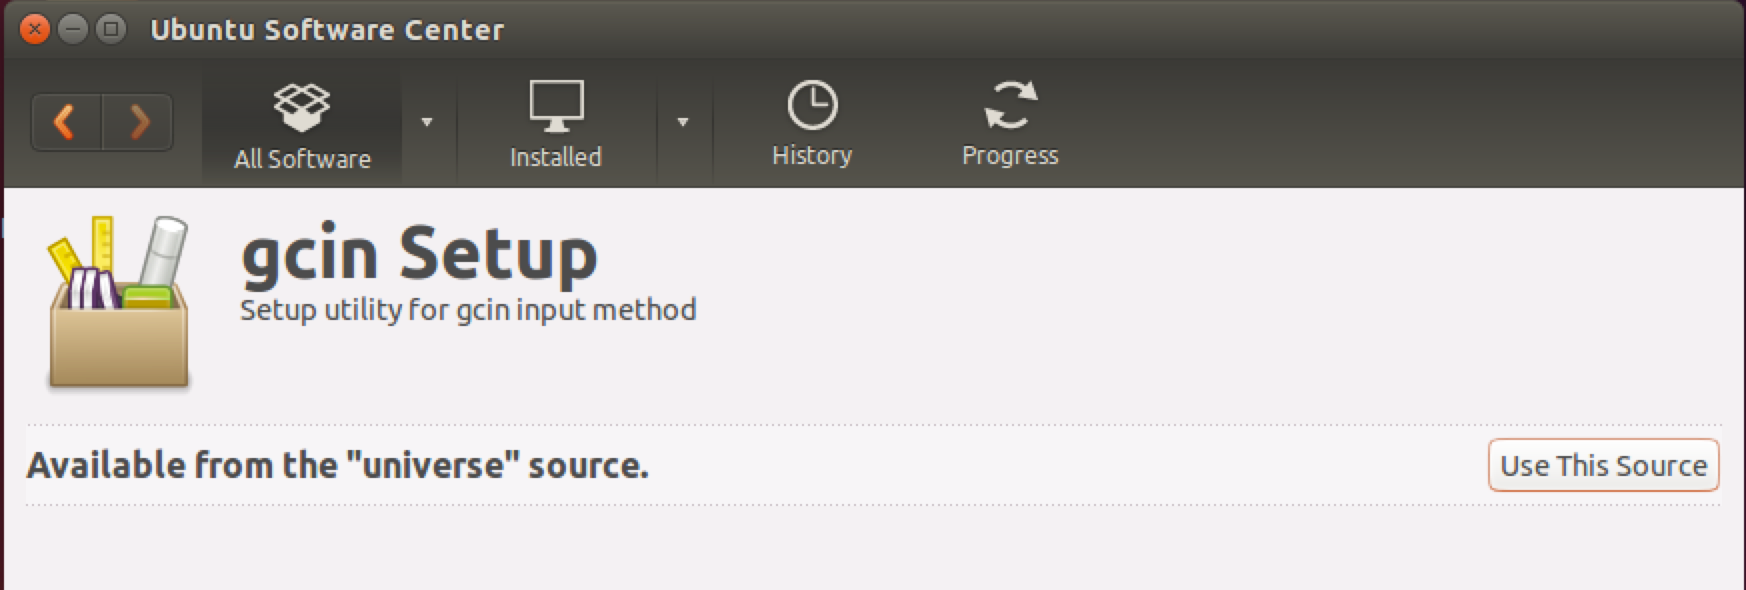 Ubuntu Software Center
All Software
Installed
History
Progress
gcin Setup
Setup utility for gcin input method
Available from the "universe" source.
Use This Source